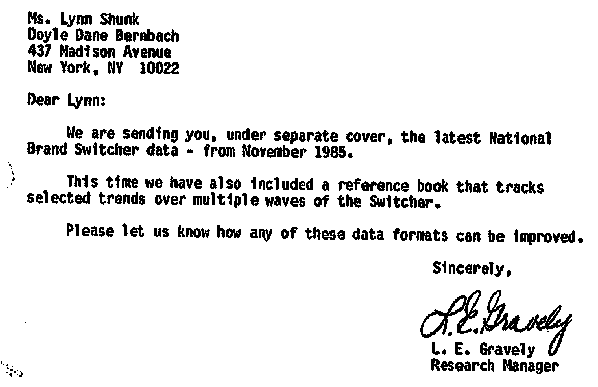 Ms. Lynn Shunk
Doyle Dane Bernbach
437 Madison Avenue
New York, NY 10022
Dear Lynn:
We are sending you, under separate cover, the latest National
Brand Switcher data - from November 1985.
This time we have also included a reference book that tracks
selected trends over multiple waves of the Switcher.
Please let us know how any of these data formats can be improved.
Sincerely,
L.E. Gravely
L. E. Gravely
Research Manager